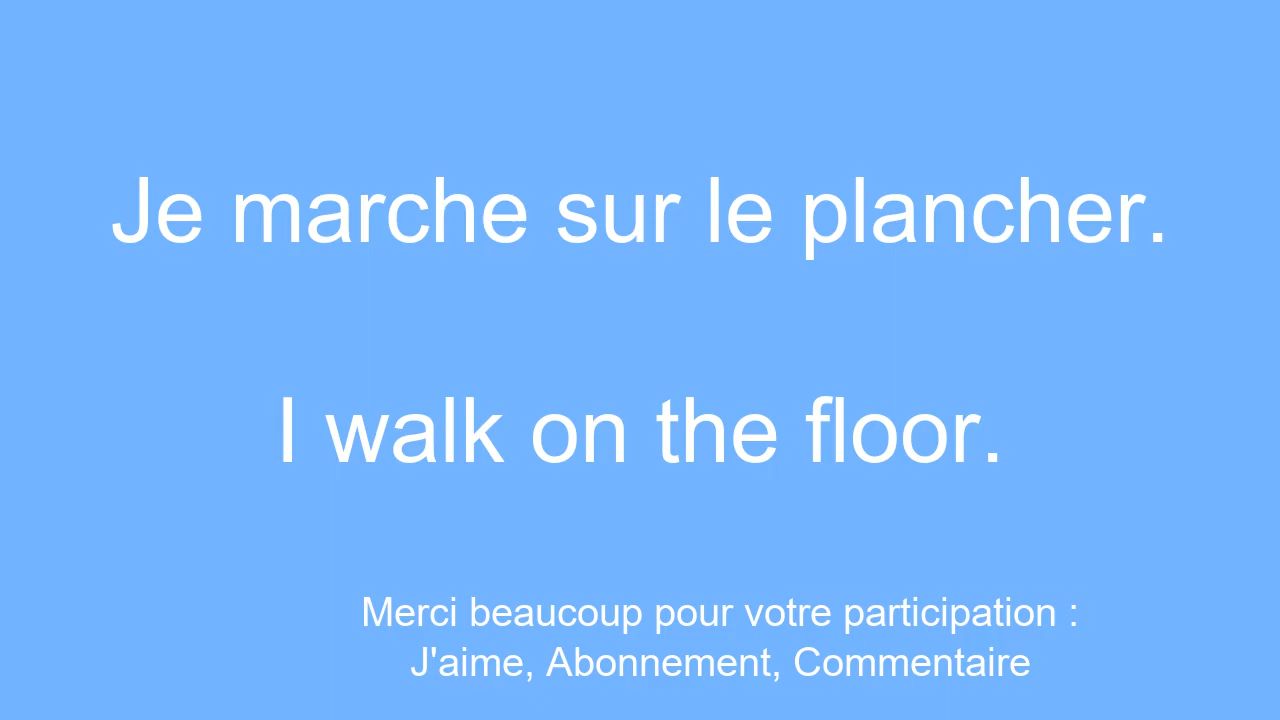 Je marche sur le plancher.
I walk on the floor.
Merci beaucoup pour votre participation :
J'aime, Abonnement, Commentaire